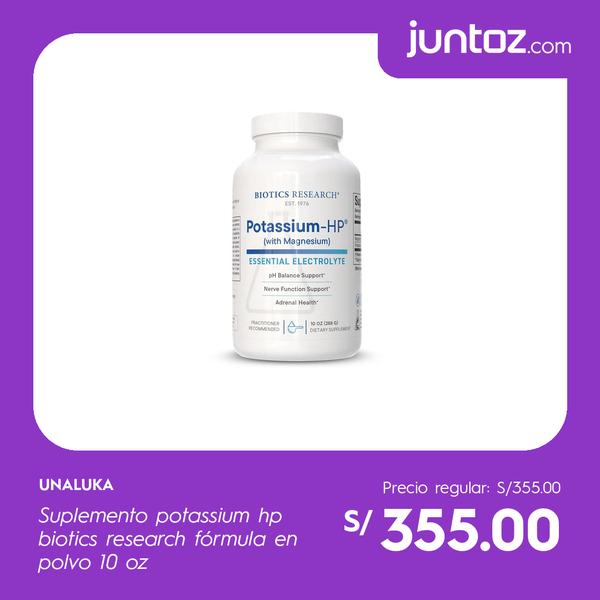 juntoz.com
BIOTICS RESEARCH®
EST. 1976
Potassium-HP®
(with Magnesium)
ESSENTIAL ELECTROLYTE
pH Balance Support*
Nerve Function Support*
Adrenal Health*
PRACTITIONER RECOMMENDED
10 OZ (288 G)
DIETARY SUPPLEMENT
UNALUKA
Suplemento potassium hp
biotics research fórmula en
polvo 10 oz
Precio regular: S/355.00
S/ 355.00